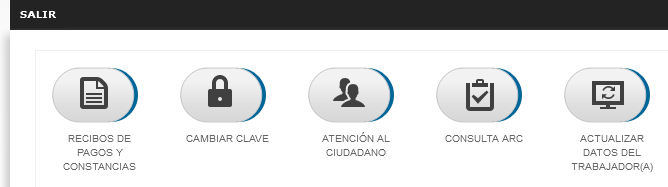 SALIR
RECIBOS DE
PAGOS Y
CONSTANCIAS
CAMBIAR CLAVE
ATENCIÓN AL
CIUDADANO
CONSULTA ARC
ACTUALIZAR
DATOS DEL
TRABAJADOR(A)